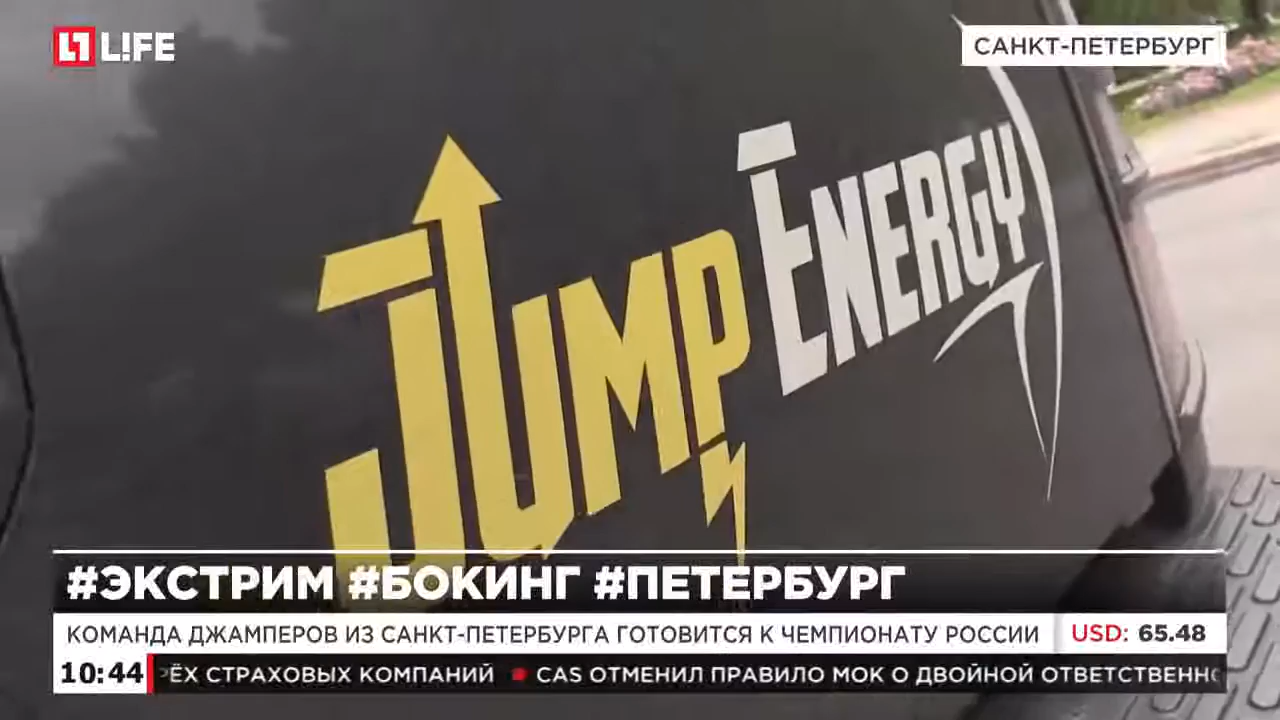 L!FE
САНКТ-ПЕТЕРБУРГ
JUMP ENERGY
#ЭКСТРИМ #БОКИНГ #ПЕТЕРБУРГ
КОМАНДА ДЖАМПЕРОВ ИЗ САНКТ-ПЕТЕРБУРГА ГОТОВИТСЯ К ЧЕМПИОНАТУ РОССИИ USD: 65.48
10:44 СТРАХОВЫХ КОМПАНИЙ CAS ОТМЕНИЛ ПРАВИЛО МОК О ДВОЙНОЙ